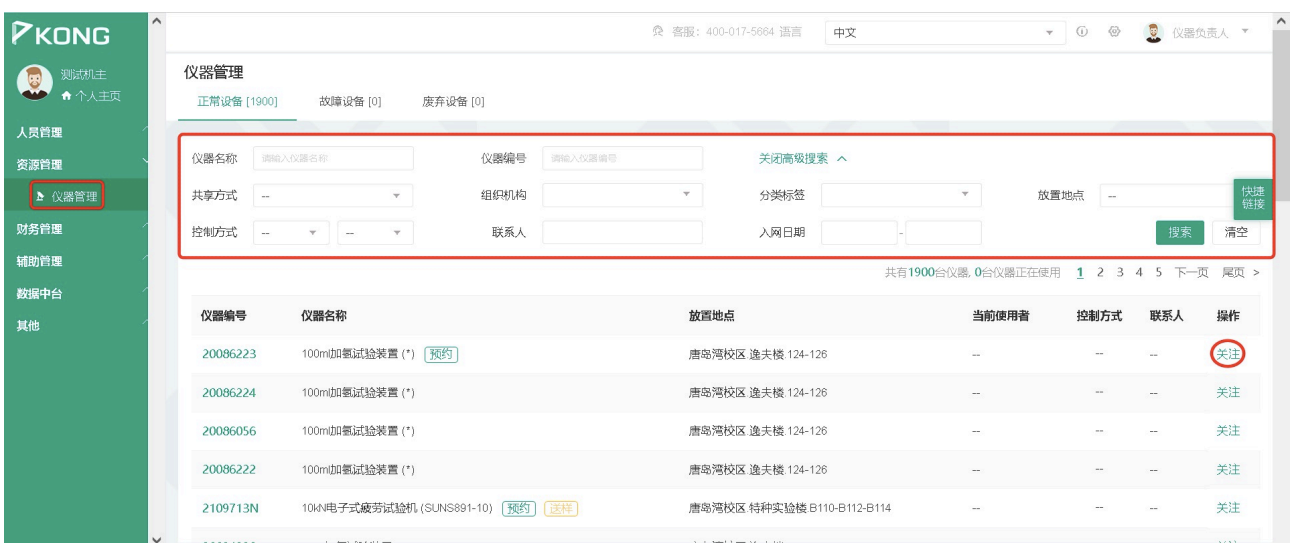 PKONG
客服：400-017-5664 语言 中文 仪器负责人
测试机主
个人主页
人员管理
资源管理
仪器管理
财务管理
辅助管理
数据中台
其他
仪器管理
正常设备 [1900] 故障设备 [0] 废弃设备 [0]
仪器名称 请输入仪器名称 仪器编号 请输入仪器编号 关闭高级搜索
共享方式 -- 组织机构 分类标签 放置地点 --
快捷
链接
控制方式 -- -- 联系人 入网日期 - 搜索 清空
共有1900台仪器, 0台仪器正在使用 1 2 3 4 5 下一页 尾页 >
仪器编号 仪器名称 放置地点 当前使用者 控制方式 联系人 操作
20086223 100ml加氢试验装置 (*) 预约 唐岛湾校区.逸夫楼.124-126 -- -- -- 关注
20086224 100ml加氢试验装置 (*) 唐岛湾校区.逸夫楼.124-126 -- -- -- 关注
20086056 100ml加氢试验装置 (*) 唐岛湾校区.逸夫楼.124-126 -- -- -- 关注
20086222 100ml加氢试验装置 (*) 唐岛湾校区.逸夫楼.124-126 -- -- -- 关注
2109713N 10kN电子式疲劳试验机 (SUNS891-10) 预约 送样 唐岛湾校区.特种实验楼.B110-B112-B114 -- -- -- 关注